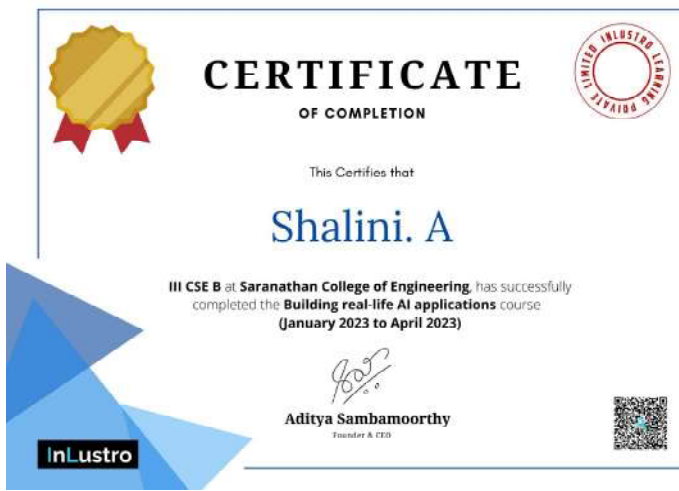 CERTIFICATE
OF COMPLETION
INLUSTRO LEARNING PRIVATE LIMITED
This Certifies that
Shalini. A
III CSE B at Saranathan College of Engineering, has successfully
completed the Building real-life AI applications course
(January 2023 to April 2023)
Aditya Sambamoorthy
Founder & CEO
InLustro